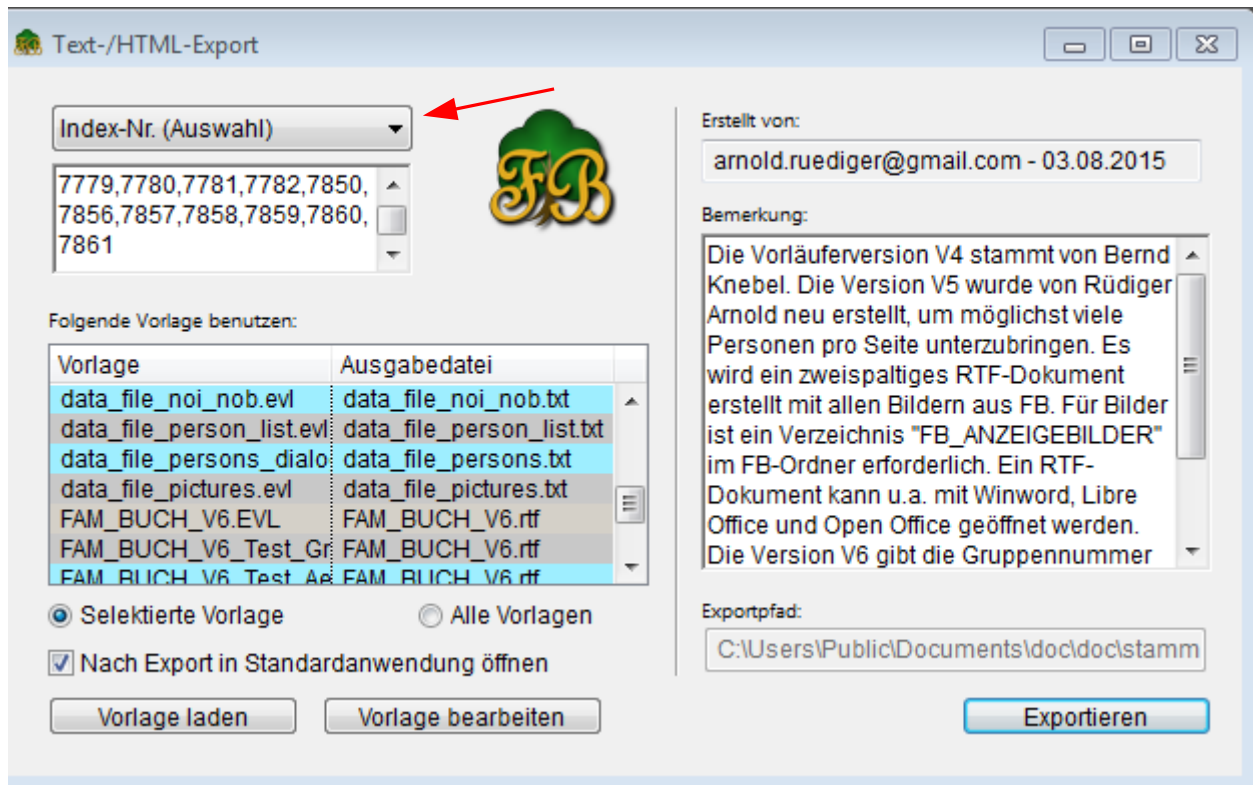 Text-/HTML-Export
Index-Nr. (Auswahl)
7779,7780,7781,7782,7850,
7856,7857,7858,7859,7860,
7861
FB
Folgende Vorlage benutzen:
Vorlage Ausgabedatei
data_file_noi_nob.evl data_file_noi_nob.txt
data_file_person_list.evl data_file_person_list.txt
data_file_persons_dialo data_file_persons.txt
data_file_pictures.evl data_file_pictures.txt
FAM_BUCH_V6.EVL FAM_BUCH_V6.rtf
FAM_BUCH_V6_Test_Gr FAM_BUCH_V6.rtf
FAM_BUCH_V6_Test_Ae FAM_BUCH_V6.rtf
Selektierte Vorlage Alle Vorlagen
Nach Export in Standardanwendung öffnen
Vorlage laden Vorlage bearbeiten
Erstellt von:
arnold.ruediger@gmail.com - 03.08.2015
Bemerkung:
Die Vorläuferversion V4 stammt von Bernd
Knebel. Die Version V5 wurde von Rüdiger
Arnold neu erstellt, um möglichst viele
Personen pro Seite unterzubringen. Es
wird ein zweispaltiges RTF-Dokument
erstellt mit allen Bildern aus FB. Für Bilder
ist ein Verzeichnis "FB_ANZEIGEBILDER"
im FB-Ordner erforderlich. Ein RTF-
Dokument kann u.a. mit Winword, Libre
Office und Open Office geöffnet werden.
Die Version V6 gibt die Gruppennummer
Exportpfad:
C:\Users\Public\Documents\doc\doc\stamm
Exportieren